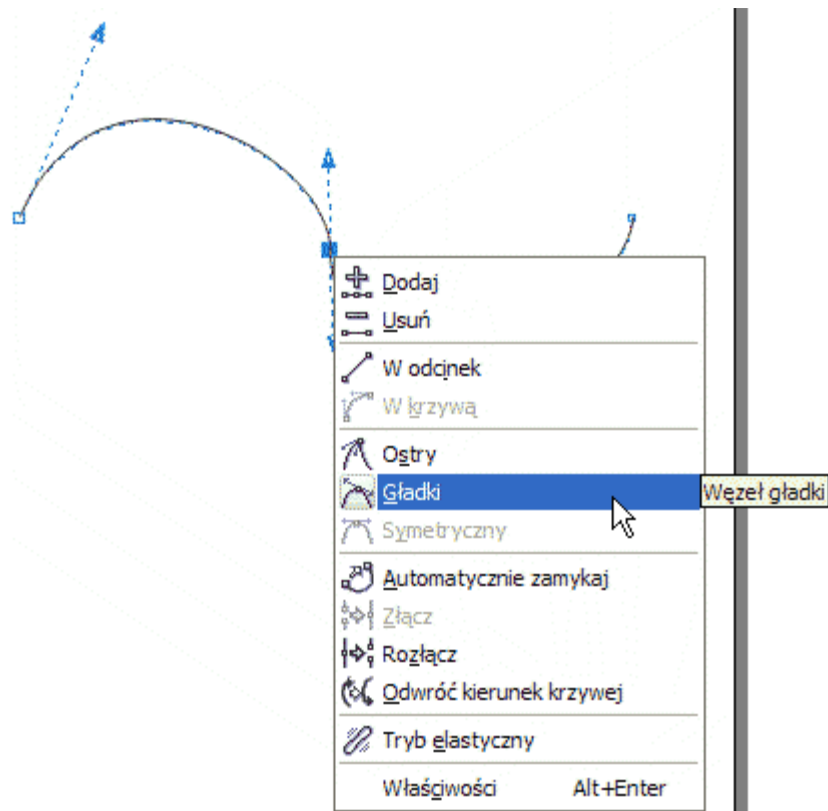 Dodaj
Usuń
W odcinek
W krzywą
Ostry
Gładki
Węzeł gładki
Symetryczny
Automatycznie zamykaj
Złącz
Rozłącz
Odwróć kierunek krzywej
Tryb elastyczny
Właściwości Alt+Enter